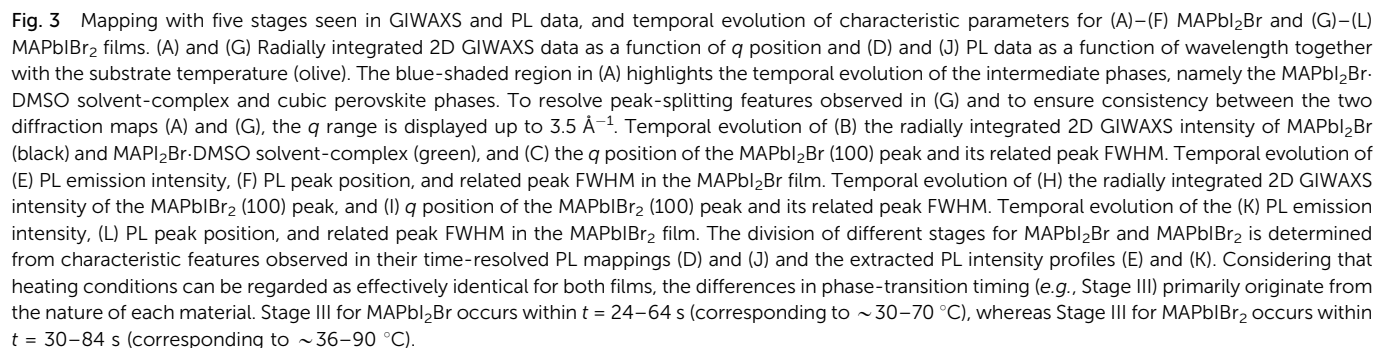 Fig. 3 Mapping with five stages seen in GIWAXS and PL data, and temporal evolution of characteristic parameters for (A)–(F) MAPbI₂Br and (G)–(L)
MAPbIBr₂ films. (A) and (G) Radially integrated 2D GIWAXS data as a function of q position and (D) and (J) PL data as a function of wavelength together
with the substrate temperature (olive). The blue-shaded region in (A) highlights the temporal evolution of the intermediate phases, namely the MAPbI₂Br·
DMSO solvent-complex and cubic perovskite phases. To resolve peak-splitting features observed in (G) and to ensure consistency between the two
diffraction maps (A) and (G), the q range is displayed up to 3.5 Å⁻¹. Temporal evolution of (B) the radially integrated 2D GIWAXS intensity of MAPbI₂Br
(black) and MAPI₂Br·DMSO solvent-complex (green), and (C) the q position of the MAPbI₂Br (100) peak and its related peak FWHM. Temporal evolution of
(E) PL emission intensity, (F) PL peak position, and related peak FWHM in the MAPbI₂Br film. Temporal evolution of (H) the radially integrated 2D GIWAXS
intensity of the MAPbIBr₂ (100) peak, and (I) q position of the MAPbIBr₂ (100) peak and its related peak FWHM. Temporal evolution of the (K) PL emission
intensity, (L) PL peak position, and related peak FWHM in the MAPbIBr₂ film. The division of different stages for MAPbI₂Br and MAPbIBr₂ is determined
from characteristic features observed in their time-resolved PL mappings (D) and (J) and the extracted PL intensity profiles (E) and (K). Considering that
heating conditions can be regarded as effectively identical for both films, the differences in phase-transition timing (e.g., Stage III) primarily originate from
the nature of each material. Stage III for MAPbI₂Br occurs within t = 24–64 s (corresponding to ~30–70 °C), whereas Stage III for MAPbIBr₂ occurs within
t = 30–84 s (corresponding to ~36–90 °C).